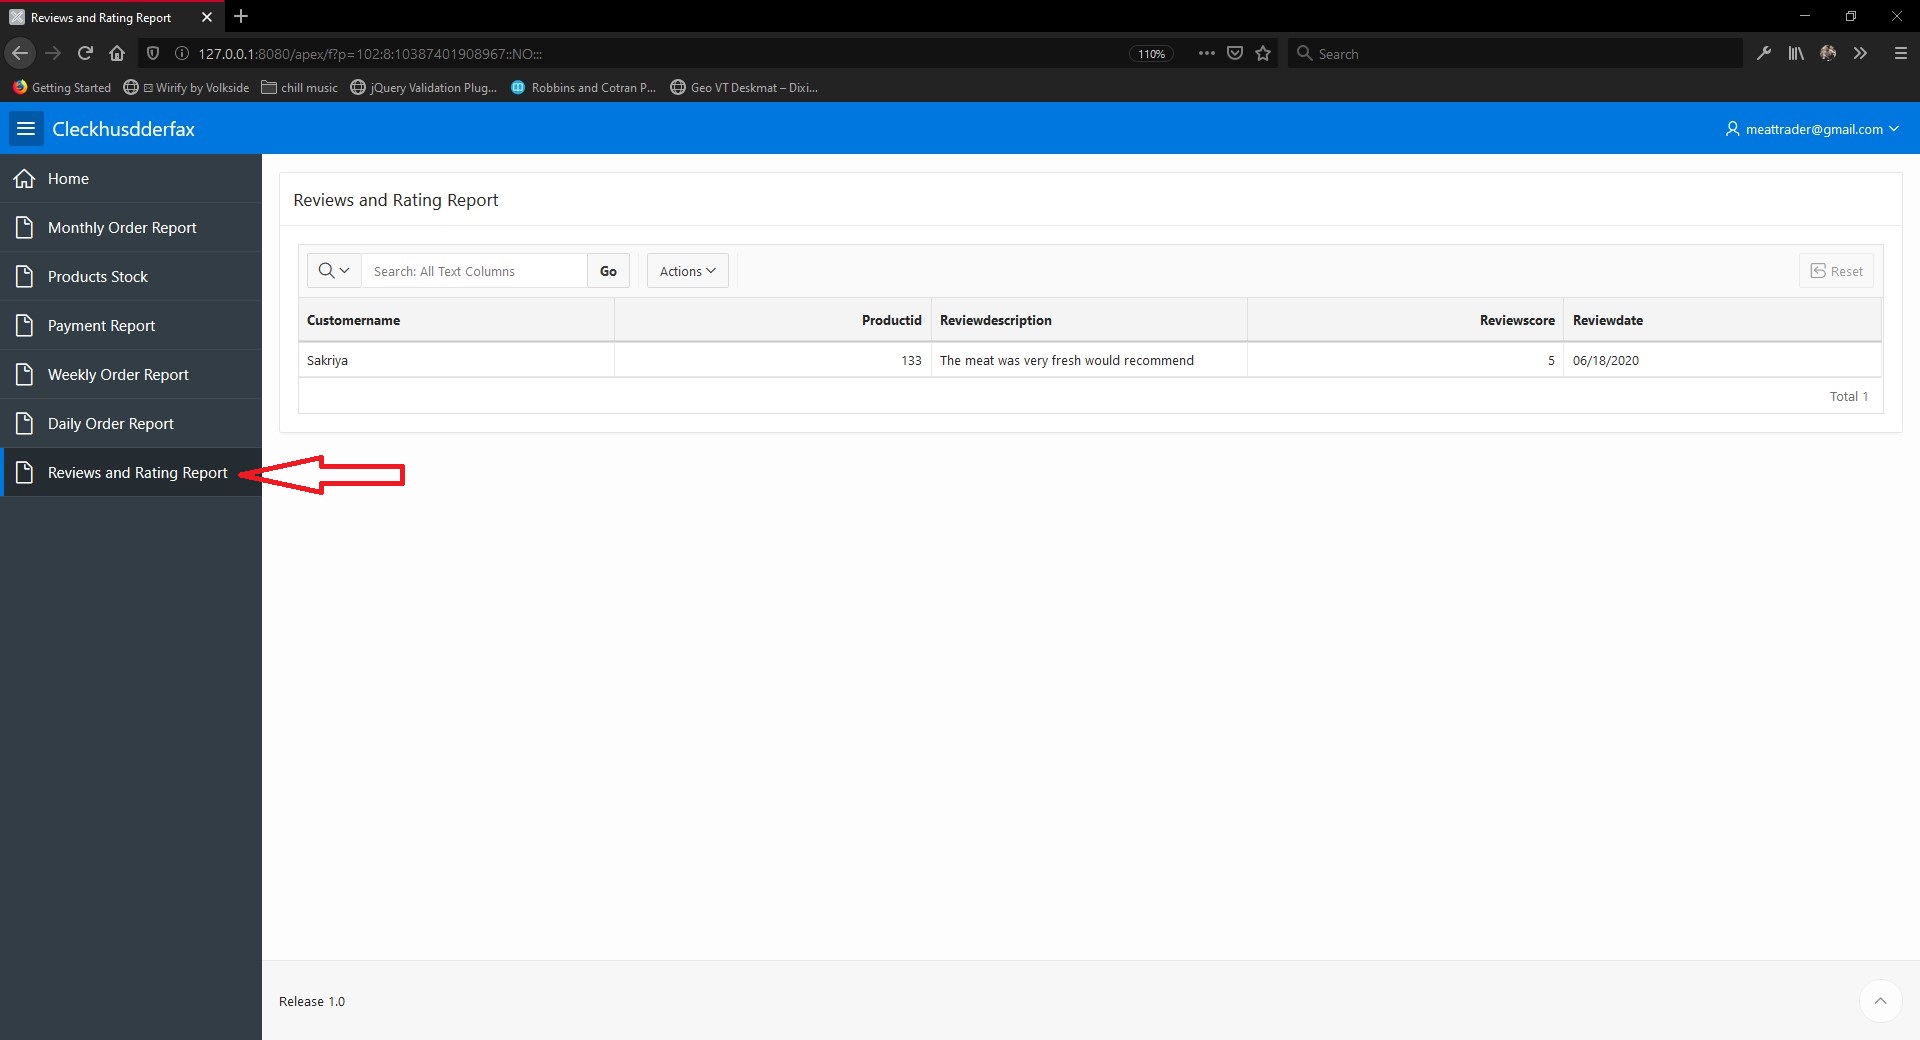 Reviews and Rating Report
127.0.0.1:8080/apex/f?p=102:8:10387401908967::NO:::
110%
Search
Getting Started
Wirify by Volkside
chill music
jQuery Validation Plug...
Robbins and Cotran P...
Geo VT Deskmat – Dixi...
Cleckhusdderfax
meattrader@gmail.com
Home
Monthly Order Report
Products Stock
Payment Report
Weekly Order Report
Daily Order Report
Reviews and Rating Report
Reviews and Rating Report
Search: All Text Columns
Go
Actions
Reset
Customername Productid Reviewdescription Reviewscore Reviewdate
Sakriya 133 The meat was very fresh would recommend 5 06/18/2020
Total 1
Release 1.0